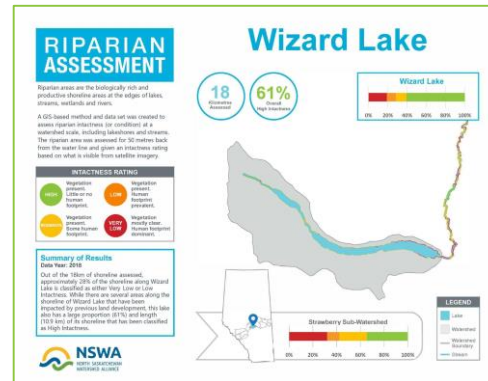 RIPARIAN
ASSESSMENT
Riparian areas are the biologically rich and
productive shoreline areas at the edges of lakes,
streams, wetlands and rivers.
A GIS-based method and data set was created to
assess riparian intactness (or condition) at a
watershed scale, including lakeshores and streams.
The riparian area was assessed for 50 metres back
from the water line and given an intactness rating
based on what is visible from satellite imagery.
INTACTNESS RATING
HIGH
Vegetation
present.
Little or no
human
footprint.
LOW
Vegetation
present.
Human
footprint
prevalent.
MODERATE
Vegetation
present.
Some human
footprint.
VERY
LOW
Vegetation
mostly clear.
Human footprint
dominant.
Summary of Results
Out of the 18km of shoreline assessed,
approximately 28% of the shoreline along Wizard
Lake is classified as either Very Low or Low
Intactness. While there are several areas along the
shoreline of Wizard Lake that have been
impacted by previous land development, this lake
also has a large proportion (61%) and length
(10.9 km) of its shoreline that has been classified
as High Intactness.
NSWA
NORTH SASKATCHEWAN
WATERSHED ALLIANCE
Wizard Lake
18
Kilometres
Assessed
61%
Overall
High Intactness
Wizard Lake
0% 20% 40% 60% 80% 100%
Strawberry Sub-Watershed
0% 20% 40% 60% 80% 100%
LEGEND
Lake
Watershed
Watershed
Boundary
Stream